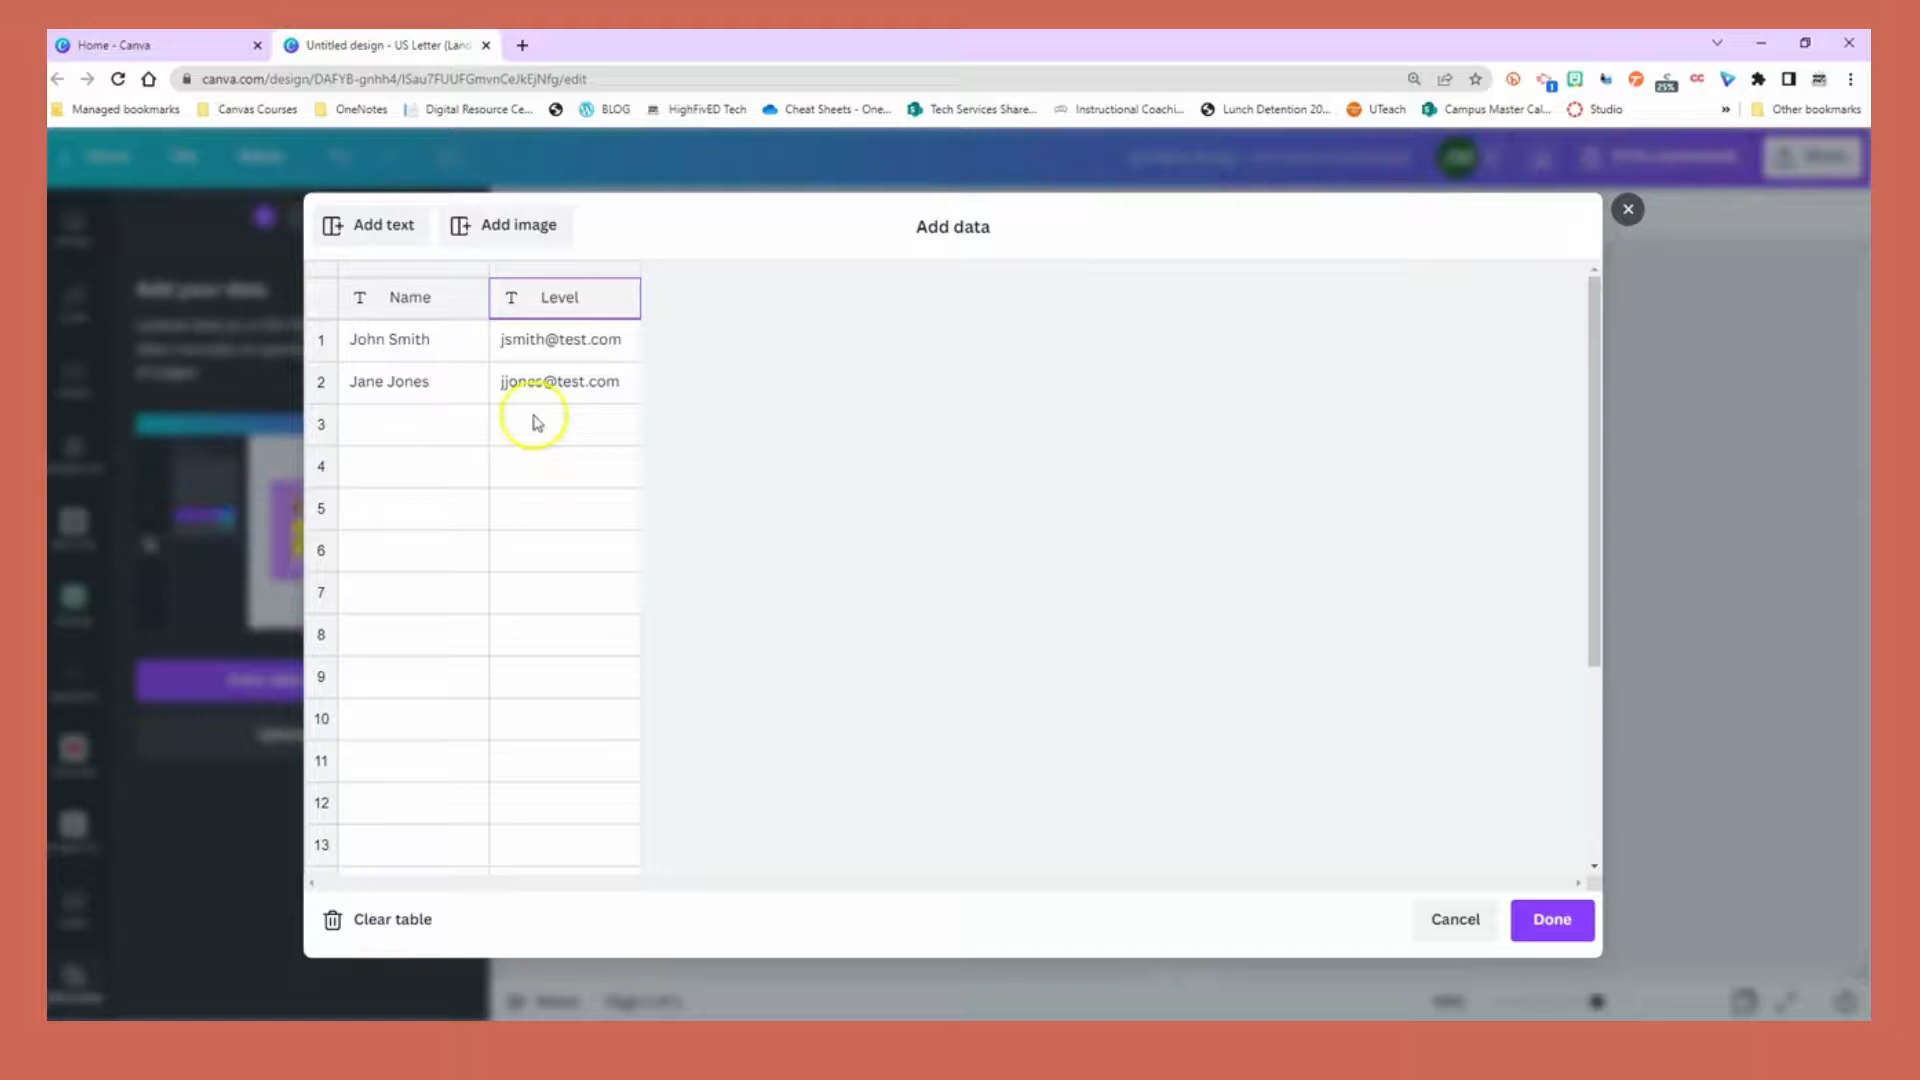 Home - Canva
Untitled design - US Letter (Lanc
canva.com/design/DAFYB-gnhh4/ISau7FUUFGmvnCeJkEjNfg/edit
Managed bookmarks Canvas Courses OneNotes Digital Resource Ce... BLOG HighFivED Tech Cheat Sheets - One... Tech Services Share... Instructional Coachi... Lunch Detention 20... UTeach Campus Master Cal... Studio » Other bookmarks
Add text Add image Add data
Name Level
1 John Smith jsmith@test.com
2 Jane Jones jjones@test.com
3
4
5
6
7
8
9
10
11
12
13
Clear table Cancel Done